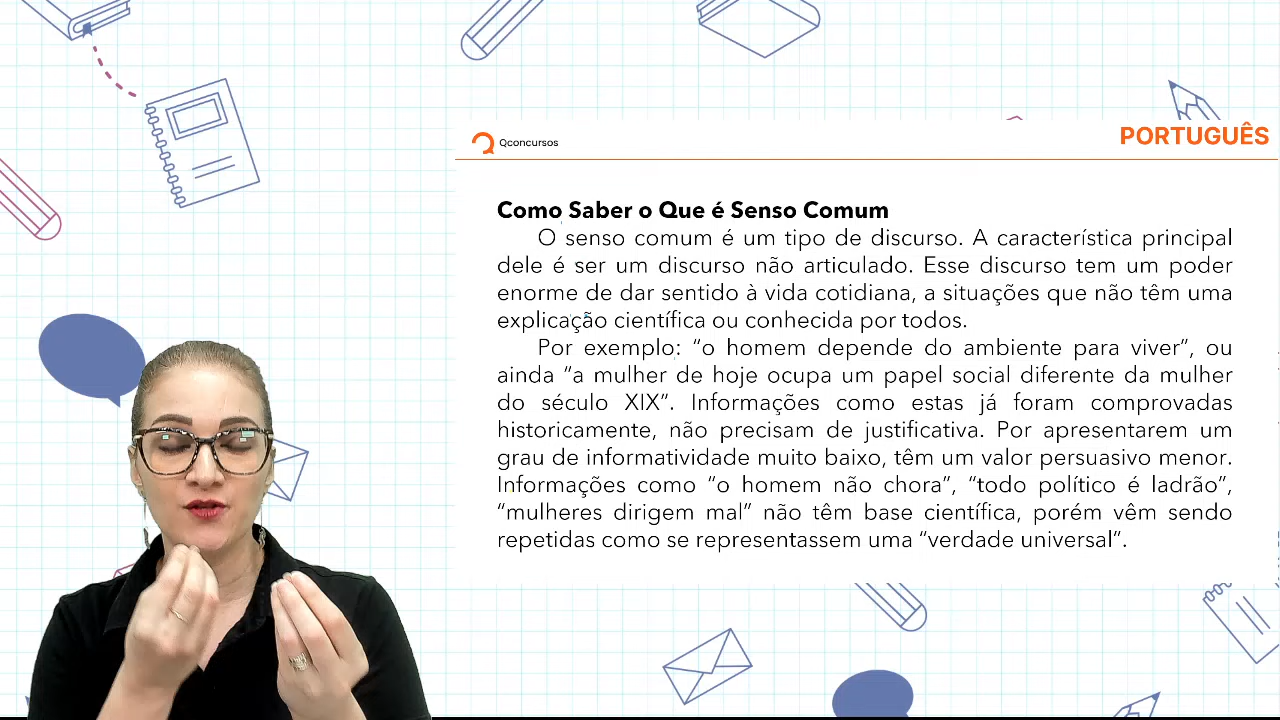 Qconcursos
PORTUGUÊS
Como Saber o Que é Senso Comum
O senso comum é um tipo de discurso. A característica principal
dele é ser um discurso não articulado. Esse discurso tem um poder
enorme de dar sentido à vida cotidiana, a situações que não têm uma
explicação científica ou conhecida por todos.
Por exemplo: “o homem depende do ambiente para viver”, ou
ainda “a mulher de hoje ocupa um papel social diferente da mulher
do século XIX”. Informações como estas já foram comprovadas
historicamente, não precisam de justificativa. Por apresentarem um
grau de informatividade muito baixo, têm um valor persuasivo menor.
Informações como “o homem não chora”, “todo político é ladrão”,
“mulheres dirigem mal” não têm base científica, porém vêm sendo
repetidas como se representassem uma “verdade universal”.